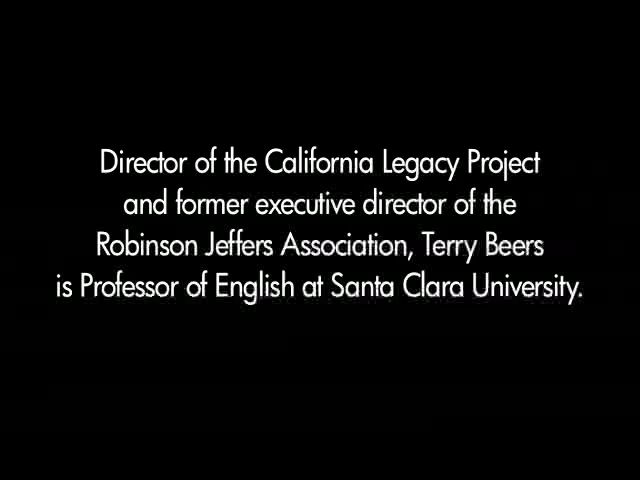 Director of the California Legacy Project
and former executive director of the
Robinson Jeffers Association, Terry Beers
is Professor of English at Santa Clara University.